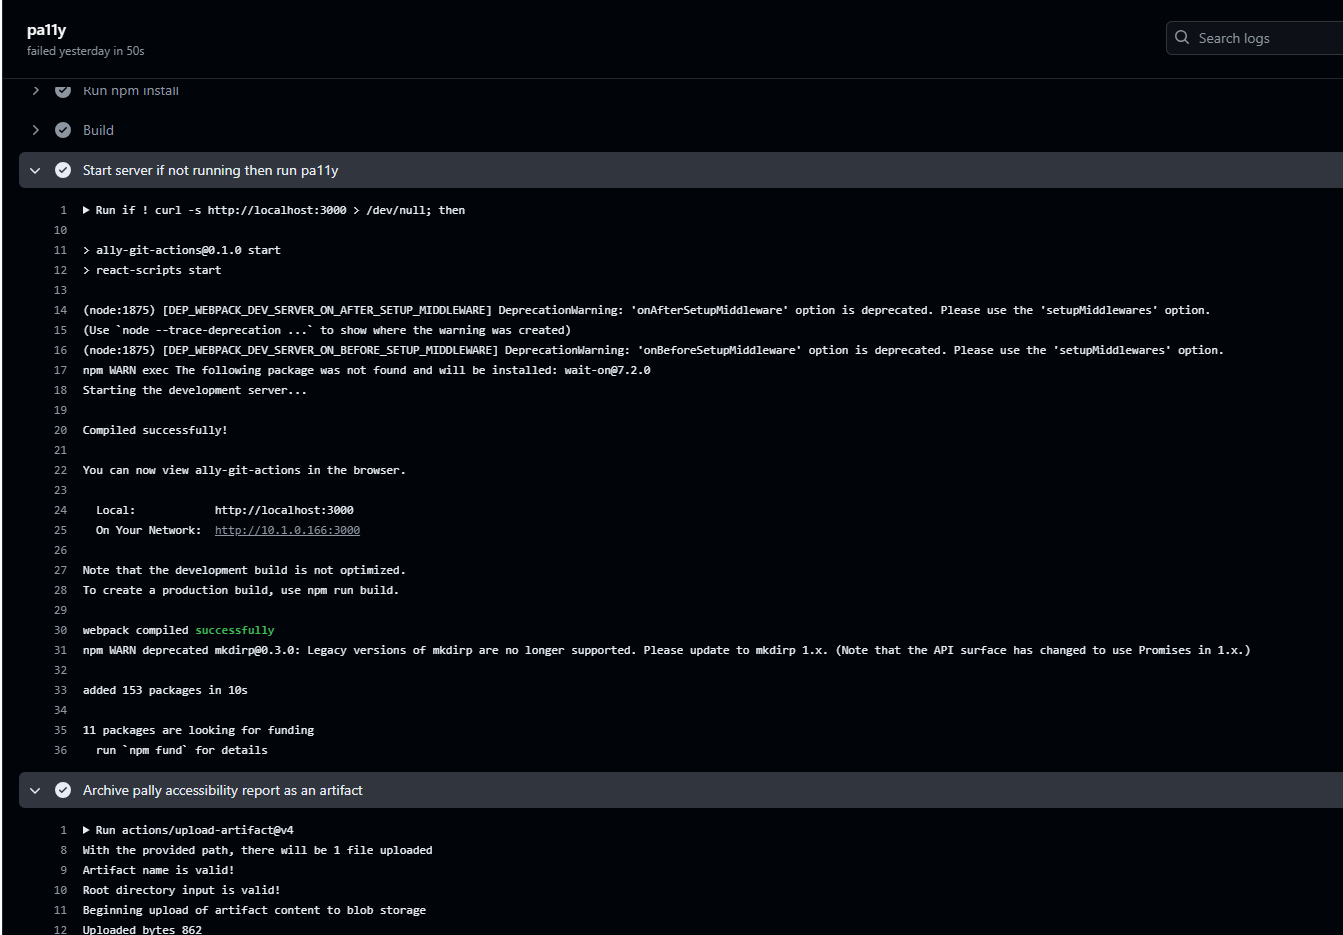 pa11y
failed yesterday in 50s
Search logs
Run npm install
Build
Start server if not running then run pa11y
1 Run if ! curl -s http://localhost:3000 > /dev/null; then
10
11 > ally-git-actions@0.1.0 start
12 > react-scripts start
13
14 (node:1875) [DEP_WEBPACK_DEV_SERVER_ON_AFTER_SETUP_MIDDLEWARE] DeprecationWarning: 'onAfterSetupMiddleware' option is deprecated. Please use the 'setupMiddlewares' option.
15 (Use `node --trace-deprecation ...` to show where the warning was created)
16 (node:1875) [DEP_WEBPACK_DEV_SERVER_ON_BEFORE_SETUP_MIDDLEWARE] DeprecationWarning: 'onBeforeSetupMiddleware' option is deprecated. Please use the 'setupMiddlewares' option.
17 npm WARN exec The following package was not found and will be installed: wait-on@7.2.0
18 Starting the development server...
19
20 Compiled successfully!
21
22 You can now view ally-git-actions in the browser.
23
24 Local: http://localhost:3000
25 On Your Network: http://10.1.0.166:3000
26
27 Note that the development build is not optimized.
28 To create a production build, use npm run build.
29
30 webpack compiled successfully
31 npm WARN deprecated mkdirp@0.3.0: Legacy versions of mkdirp are no longer supported. Please update to mkdirp 1.x. (Note that the API surface has changed to use Promises in 1.x.)
32
33 added 153 packages in 10s
34
35 11 packages are looking for funding
36 run `npm fund` for details
Archive pally accessibility report as an artifact
1 Run actions/upload-artifact@v4
8 With the provided path, there will be 1 file uploaded
9 Artifact name is valid!
10 Root directory input is valid!
11 Beginning upload of artifact content to blob storage
12 Uploaded bytes 862